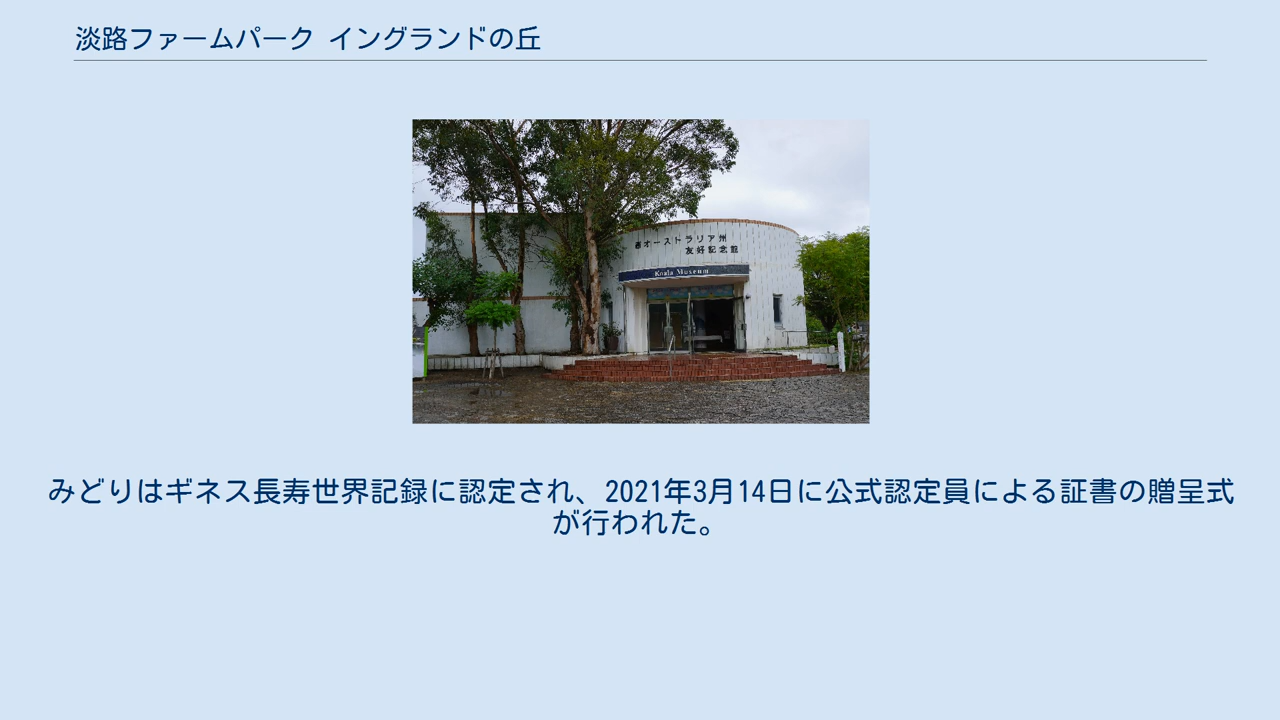 淡路ファームパーク イングランドの丘
西オーストラリア州
友好記念館
Koala Museum
みどりはギネス長寿世界記録に認定され、2021年3月14日に公式認定員による証書の贈呈式
が行われた。